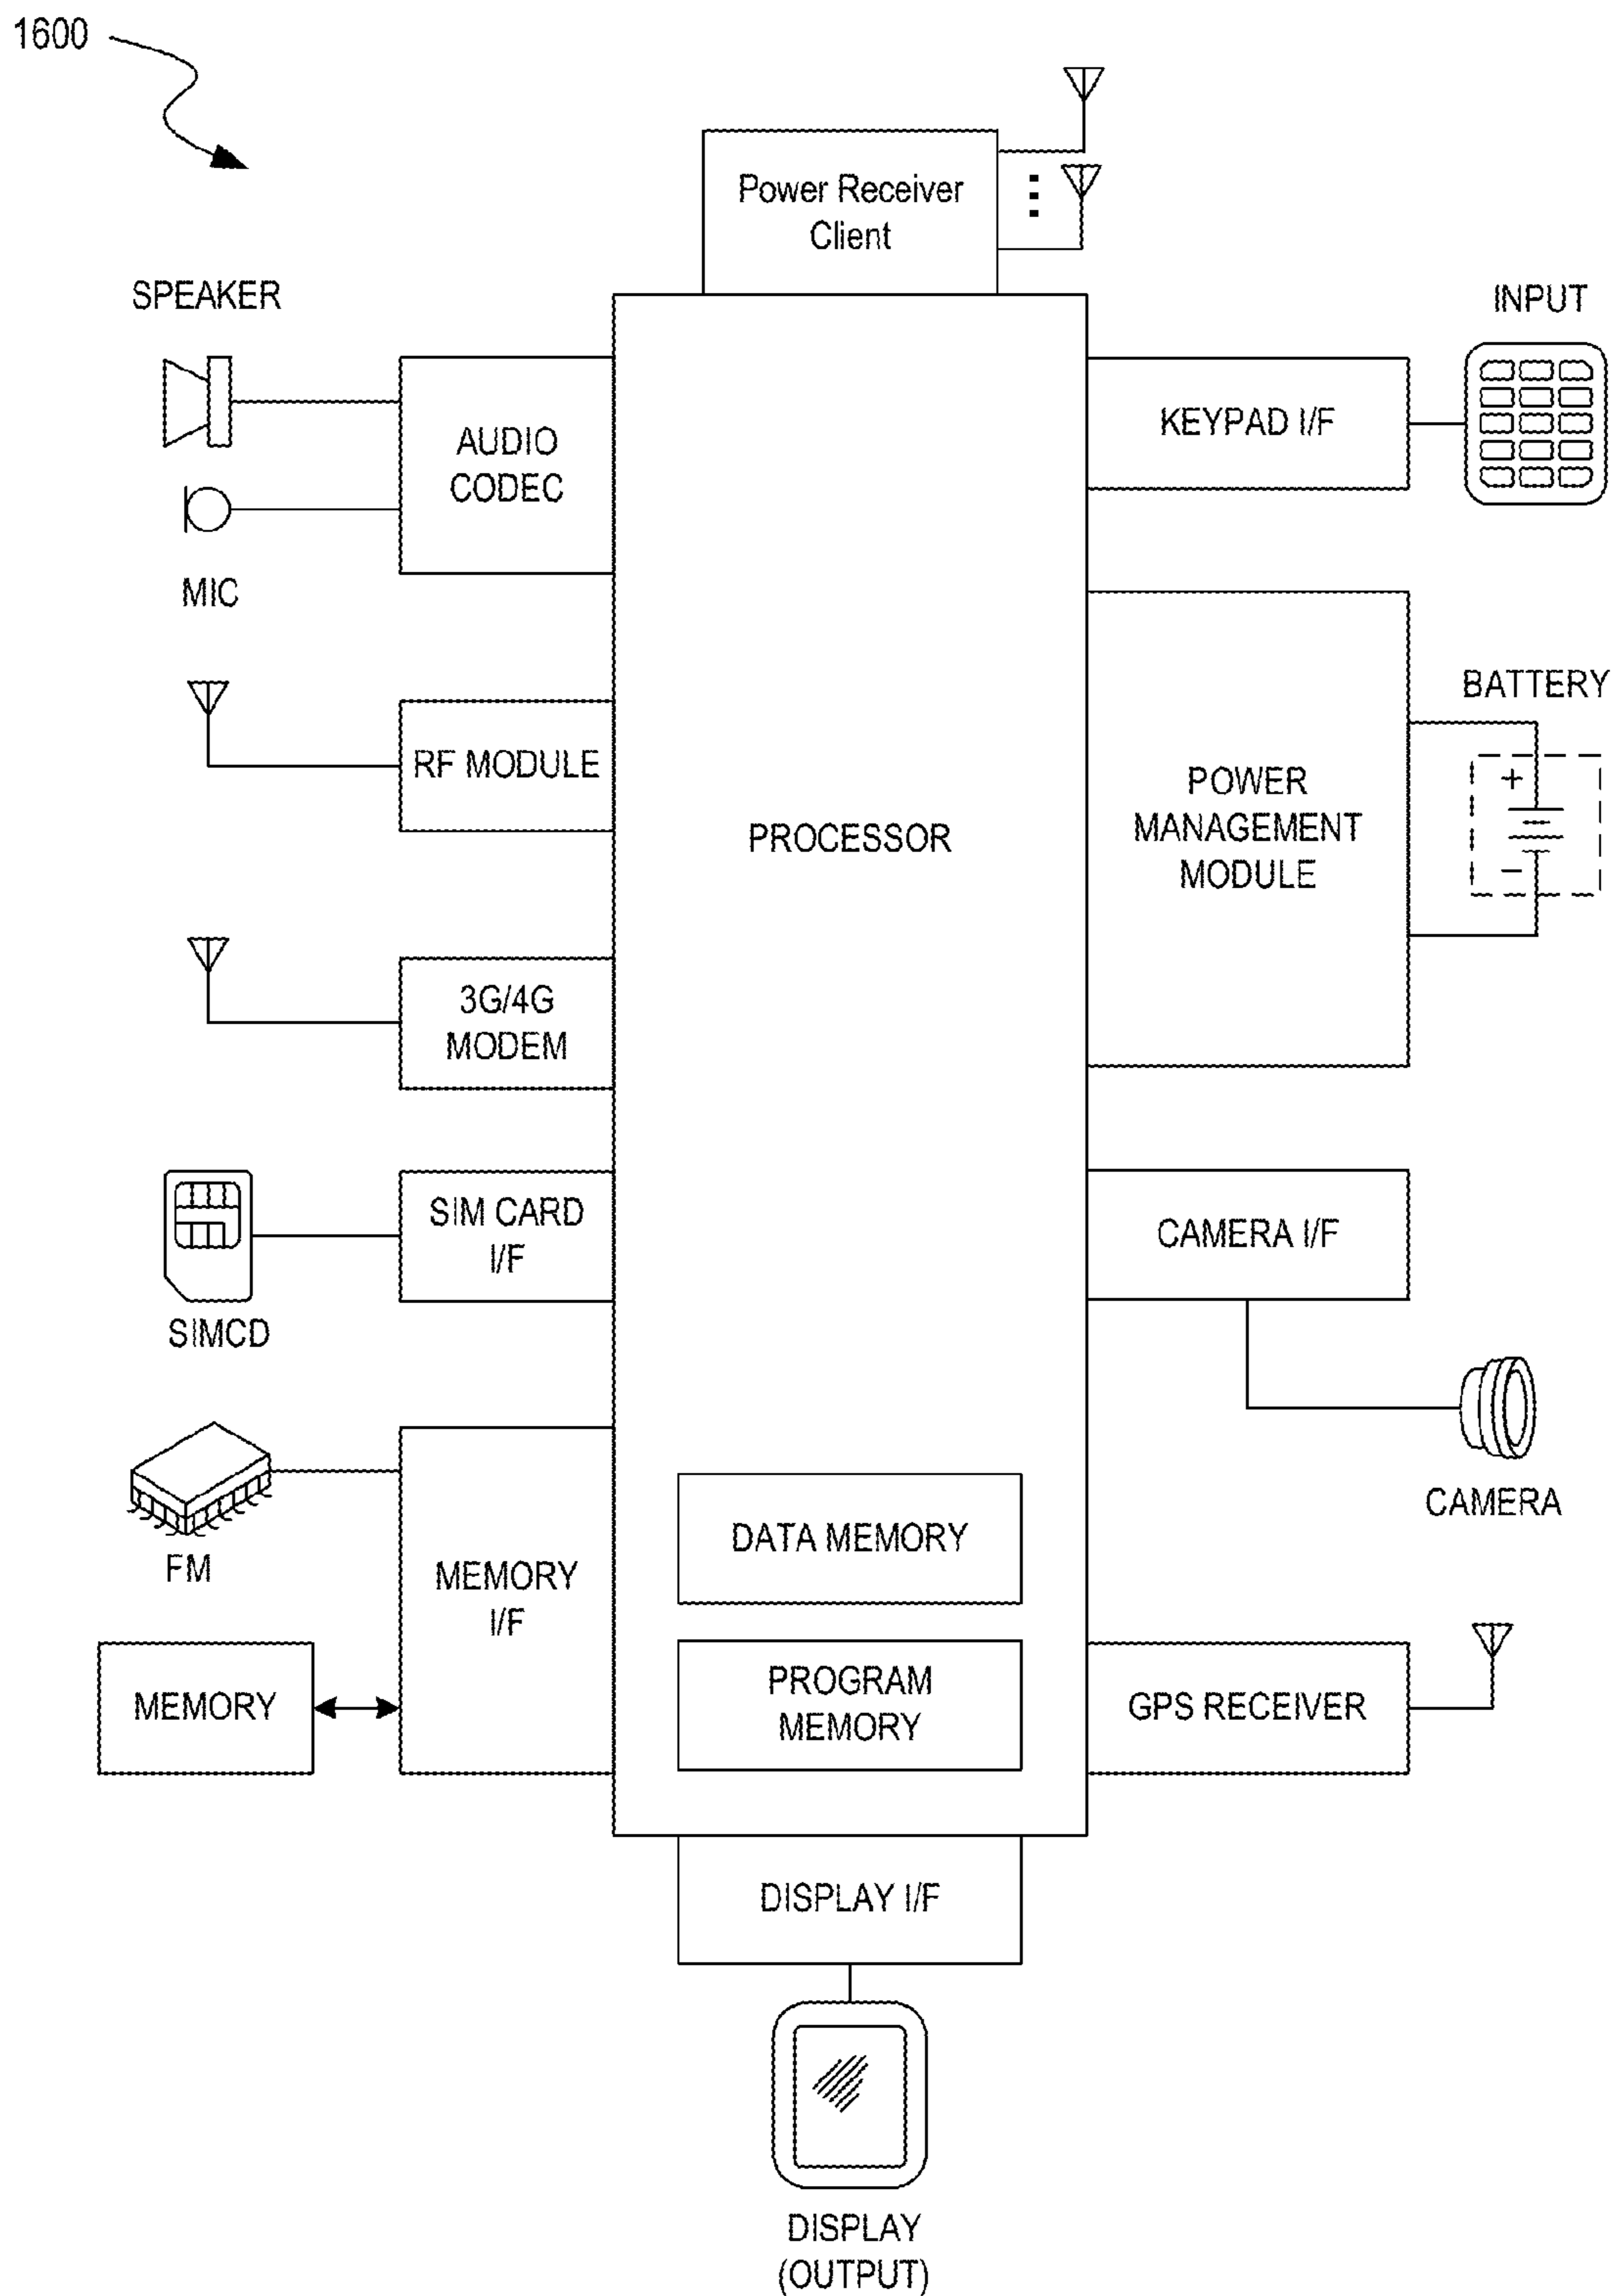 1600
Power Receiver
Client
SPEAKER
INPUT
AUDIO
CODEC
KEYPAD I/F
MIC
BATTERY
RF MODULE
PROCESSOR
POWER
MANAGEMENT
MODULE
+
−
3G/4G
MODEM
SIM CARD
I/F
CAMERA I/F
SIMCD
CAMERA
DATA MEMORY
FM
MEMORY
I/F
MEMORY
PROGRAM
MEMORY
GPS RECEIVER
DISPLAY I/F
DISPLAY
(OUTPUT)